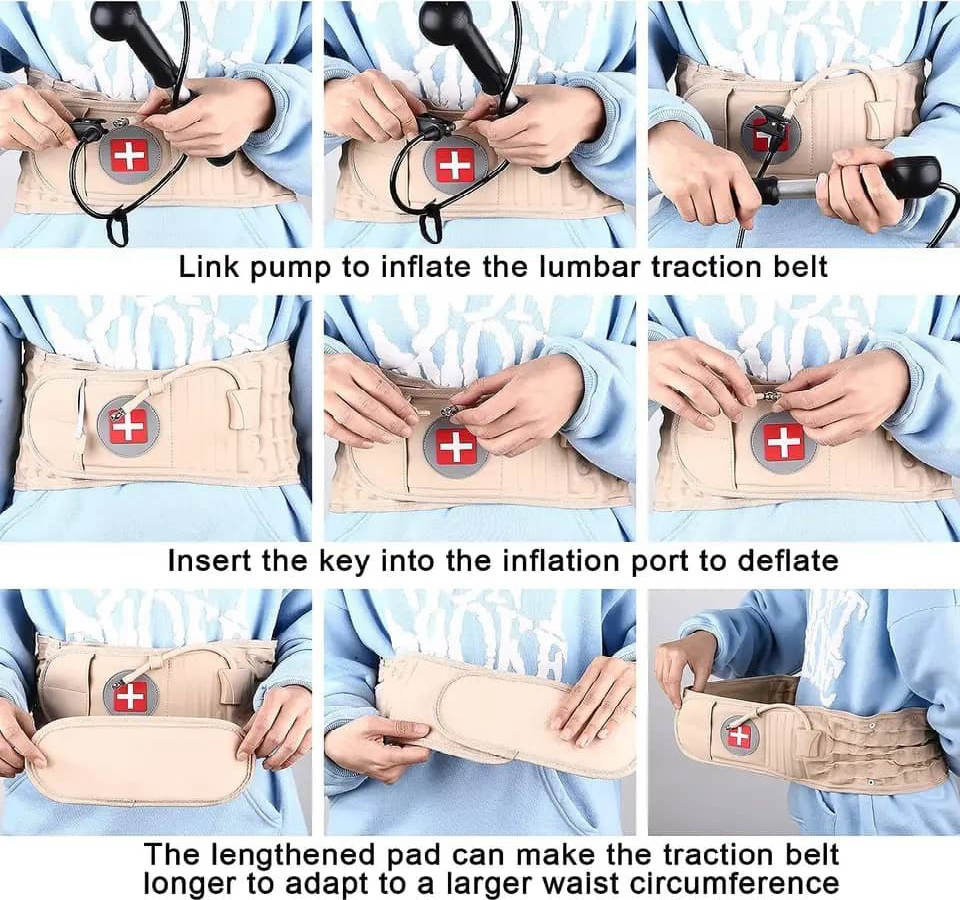 Link pump to inflate the lumbar traction belt
Insert the key into the inflation port to deflate
The lengthened pad can make the traction belt
longer to adapt to a larger waist circumference